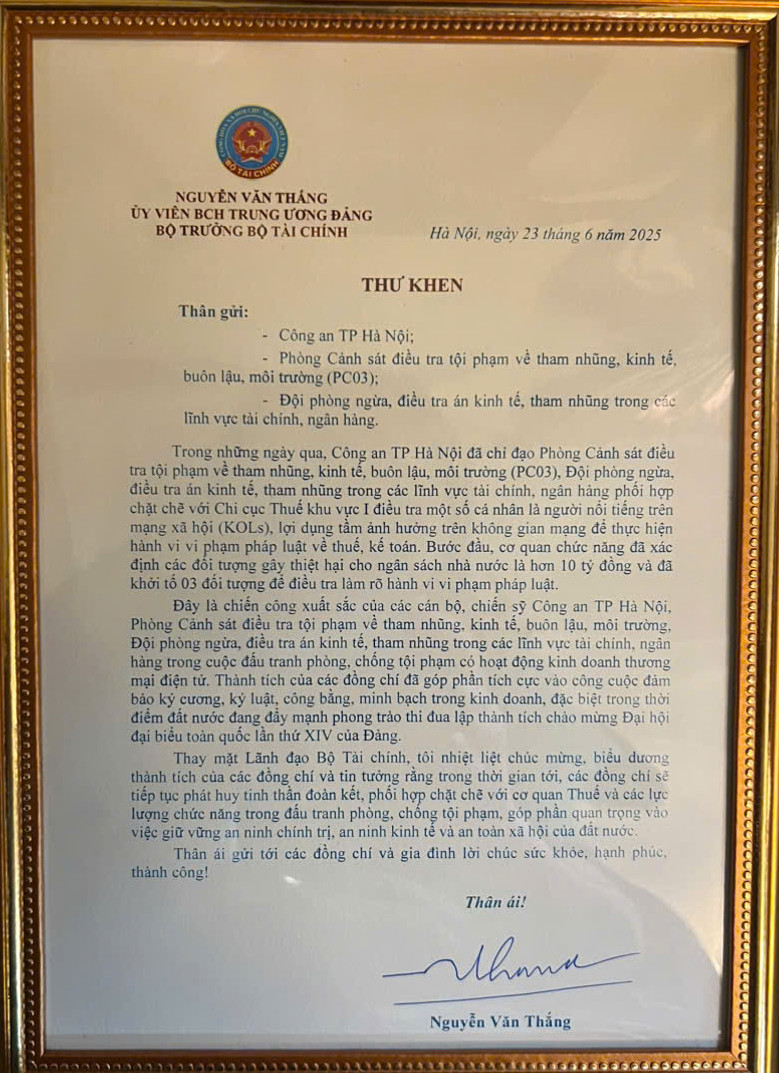 CỘNG HÒA XÃ HỘI CHỦ NGHĨA VIỆT NAM
BỘ TÀI CHÍNH
NGUYỄN VĂN THẮNG
ỦY VIÊN BCH TRUNG ƯƠNG ĐẢNG
BỘ TRƯỞNG BỘ TÀI CHÍNH
Hà Nội, ngày 23 tháng 6 năm 2025
THƯ KHEN
Thân gửi:
- Công an TP Hà Nội;
- Phòng Cảnh sát điều tra tội phạm về tham nhũng, kinh tế,
buôn lậu, môi trường (PC03);
- Đội phòng ngừa, điều tra án kinh tế, tham nhũng trong các
lĩnh vực tài chính, ngân hàng.
Trong những ngày qua, Công an TP Hà Nội đã chỉ đạo Phòng Cảnh sát điều
tra tội phạm về tham nhũng, kinh tế, buôn lậu, môi trường (PC03), Đội phòng ngừa,
điều tra án kinh tế, tham nhũng trong các lĩnh vực tài chính, ngân hàng phối hợp
chặt chẽ với Chi cục Thuế khu vực I điều tra một số cá nhân là người nổi tiếng trên
mạng xã hội (KOLs), lợi dụng tầm ảnh hưởng trên không gian mạng để thực hiện
hành vi vi phạm pháp luật về thuế, kế toán. Bước đầu, cơ quan chức năng đã xác
định các đối tượng gây thiệt hại cho ngân sách nhà nước là hơn 10 tỷ đồng và đã
khởi tố 03 đối tượng để điều tra làm rõ hành vi vi phạm pháp luật.
Đây là chiến công xuất sắc của các cán bộ, chiến sỹ Công an TP Hà Nội,
Phòng Cảnh sát điều tra tội phạm về tham nhũng, kinh tế, buôn lậu, môi trường,
Đội phòng ngừa, điều tra án kinh tế, tham nhũng trong các lĩnh vực tài chính, ngân
hàng trong cuộc đấu tranh phòng, chống tội phạm có hoạt động kinh doanh thương
mại điện tử. Thành tích của các đồng chí đã góp phần tích cực vào công cuộc đảm
bảo kỷ cương, kỷ luật, công bằng, minh bạch trong kinh doanh, đặc biệt trong thời
điểm đất nước đang đẩy mạnh phong trào thi đua lập thành tích chào mừng Đại hội
đại biểu toàn quốc lần thứ XIV của Đảng.
Thay mặt Lãnh đạo Bộ Tài chính, tôi nhiệt liệt chúc mừng, biểu dương
thành tích của các đồng chí và tin tưởng rằng trong thời gian tới, các đồng chí sẽ
tiếp tục phát huy tinh thần đoàn kết, phối hợp chặt chẽ với cơ quan Thuế và các lực
lượng chức năng trong đấu tranh phòng, chống tội phạm, góp phần quan trọng vào
việc giữ vững an ninh chính trị, an ninh kinh tế và an toàn xã hội của đất nước.
Thân ái gửi tới các đồng chí và gia đình lời chúc sức khỏe, hạnh phúc,
thành công!
Thân ái!
Nguyễn Văn Thắng